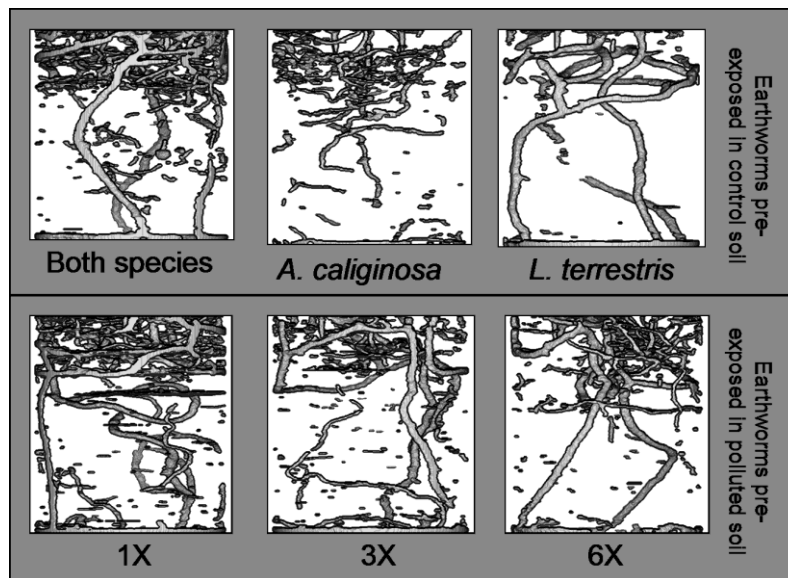 Both species
A. caliginosa
L. terrestris
Earthworms pre-
exposed in control soil
1X
3X
6X
Earthworms pre-
exposed in polluted soil